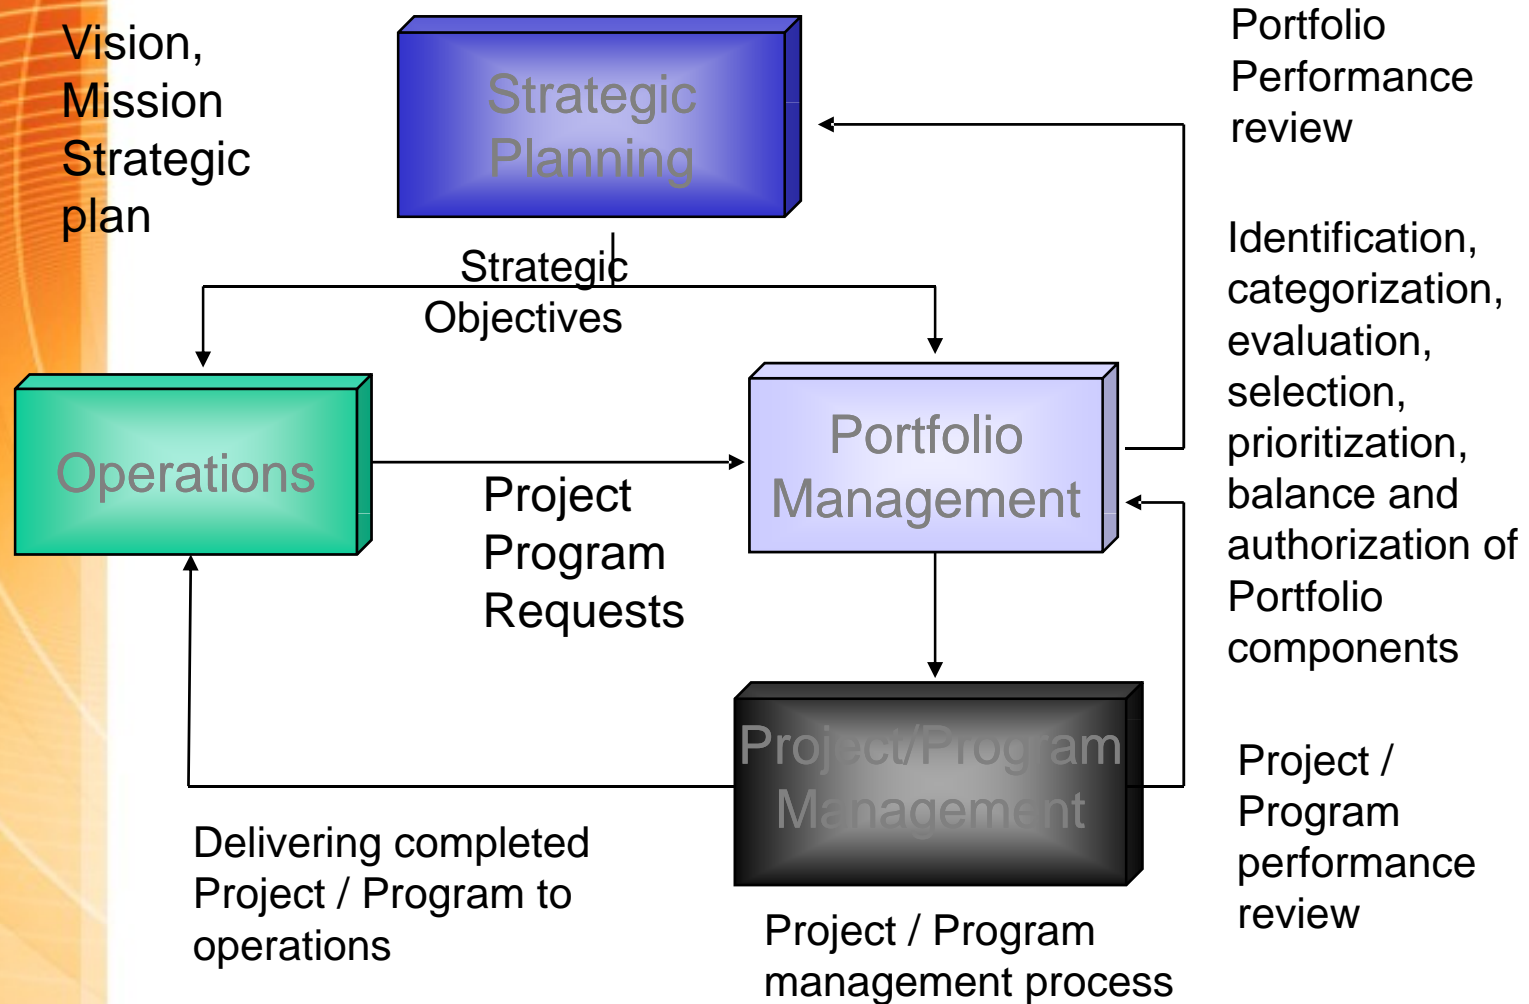 Vision,
Mission
Strategic
plan
Strategic
Planning
Portfolio
Performance
review
Strategic
Objectives
Identification,
categorization,
evaluation,
selection,
prioritization,
balance and
authorization of
Portfolio
components
Operations
Project
Program
Requests
Portfolio
Management
Project/Program
Management
Project /
Program
performance
review
Delivering completed
Project / Program to
operations
Project / Program
management process